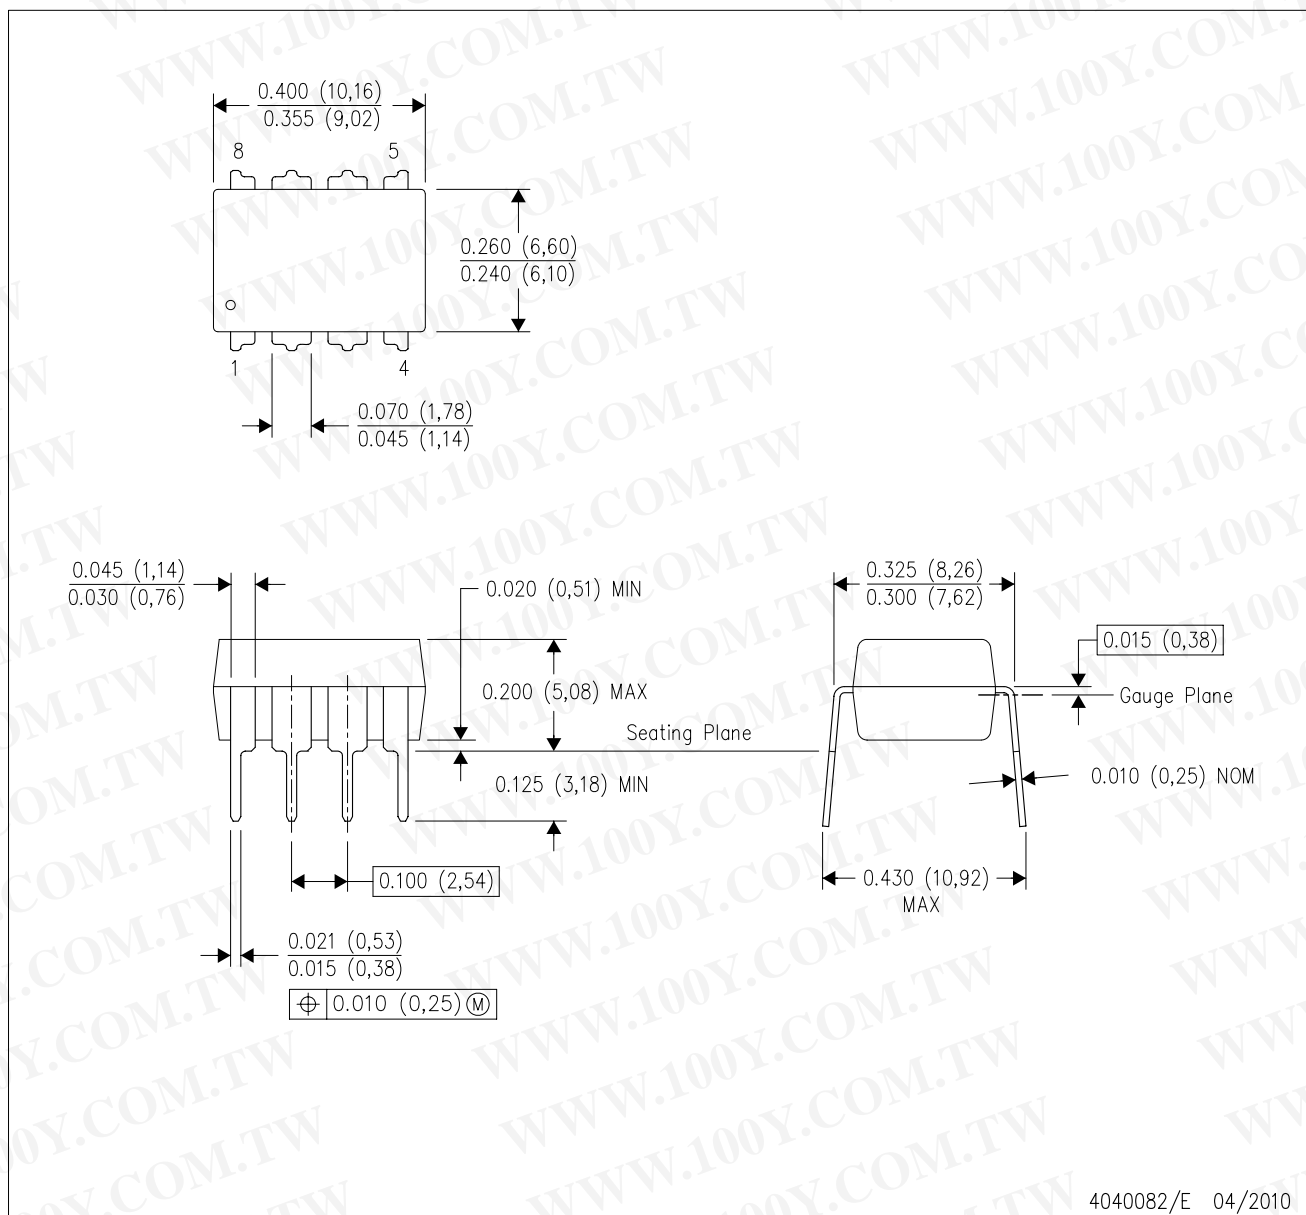 0.400 (10,16)
0.355 (9,02)
8
5
0.260 (6,60)
0.240 (6,10)
1
4
0.070 (1,78)
0.045 (1,14)
0.045 (1,14)
0.030 (0,76)
0.020 (0,51) MIN
0.325 (8,26)
0.300 (7,62)
0.015 (0,38)
0.200 (5,08) MAX
Gauge Plane
Seating Plane
0.125 (3,18) MIN
0.010 (0,25) NOM
0.100 (2,54)
0.430 (10,92)
MAX
0.021 (0,53)
0.015 (0,38)
⌖ 0.010 (0,25) Ⓜ
4040082/E 04/2010
WWW.100Y.COM.TW